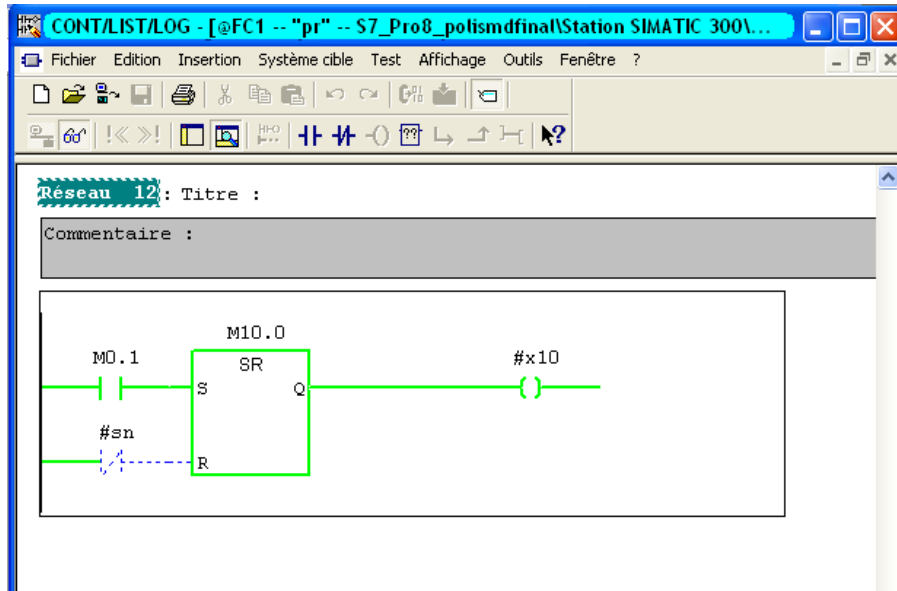 CONT/LIST/LOG - [@FC1 -- "pr" -- S7_Pro8_polismdfinal\Station SIMATIC 300\...
Fichier Edition Insertion Système cible Test Affichage Outils Fenêtre ?
Réseau 12 : Titre :
Commentaire :
M10.0
M0.1 SR #x10
S Q
#sn
R